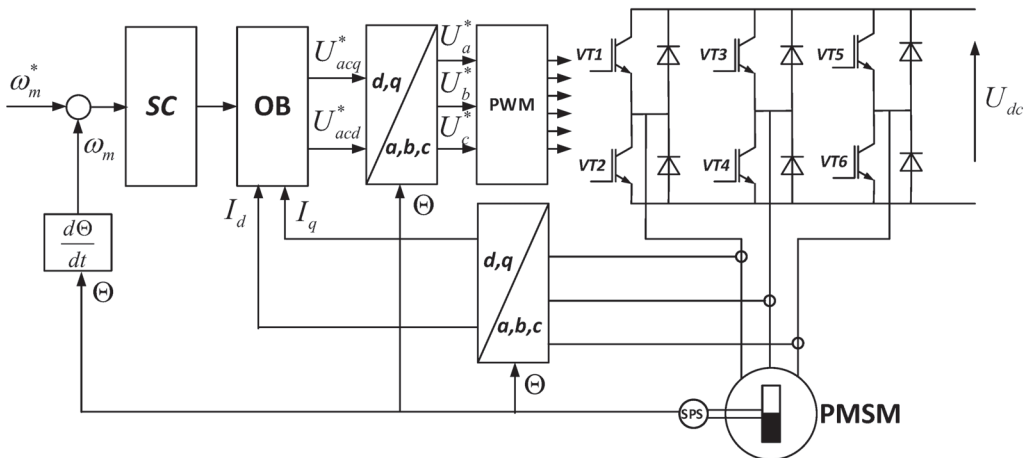 ω*m
ωm
SC
OB
U*acq
U*acd
d,q
a,b,c
U*a
U*b
U*c
PWM
VT1
VT3
VT5
VT2
VT4
VT6
Udc
Id
Iq
Θ
dΘ
dt
Θ
d,q
a,b,c
Θ
SPS
PMSM